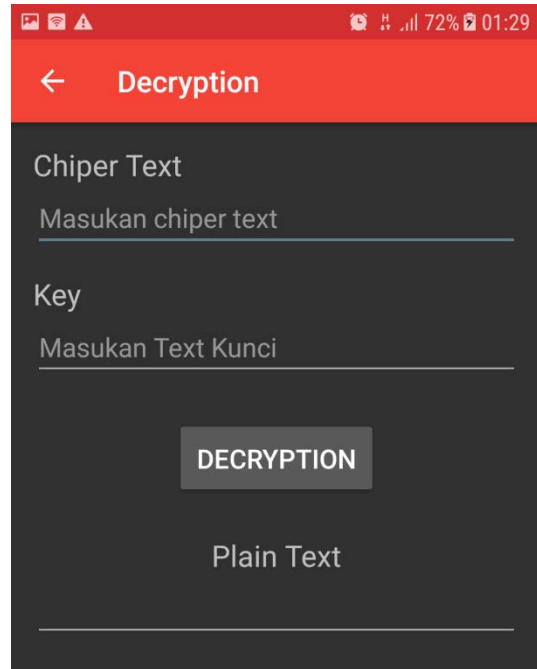 72% 01:29
Decryption
Chiper Text
Masukan chiper text
Key
Masukan Text Kunci
DECRYPTION
Plain Text